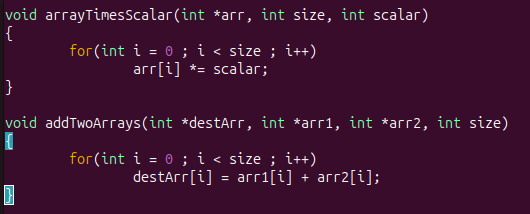 void arrayTimesScalar(int *arr, int size, int scalar)
{
        for(int i = 0 ; i < size ; i++)
                arr[i] *= scalar;
}

void addTwoArrays(int *destArr, int *arr1, int *arr2, int size)
{
        for(int i = 0 ; i < size ; i++)
                destArr[i] = arr1[i] + arr2[i];
}